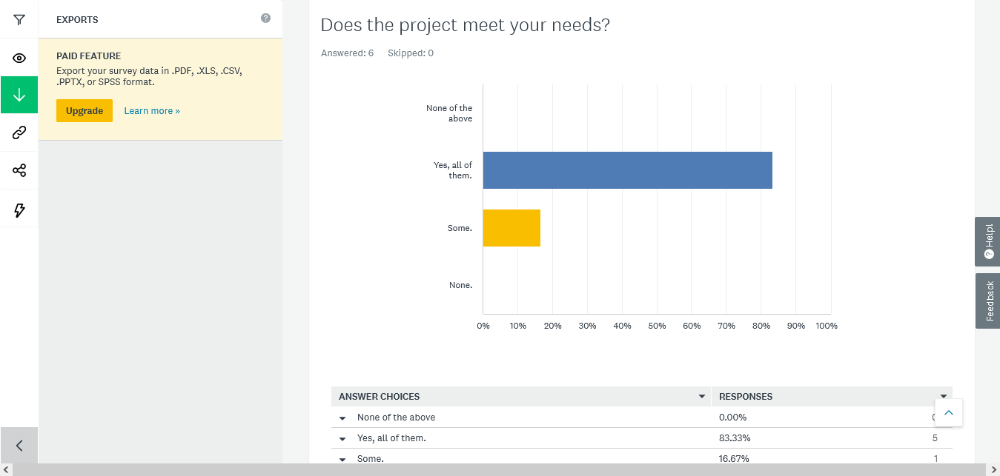 EXPORTS
PAID FEATURE
Export your survey data in .PDF, .XLS, .CSV,
.PPTX, or SPSS format.
Upgrade
Learn more »
Does the project meet your needs?
Answered: 6 Skipped: 0
None of the
above
Yes, all of
them.
Some.
None.
0% 10% 20% 30% 40% 50% 60% 70% 80% 90% 100%
ANSWER CHOICES RESPONSES
None of the above 0.00%
Yes, all of them. 83.33% 5
Some. 16.67% 1
Help!
Feedback